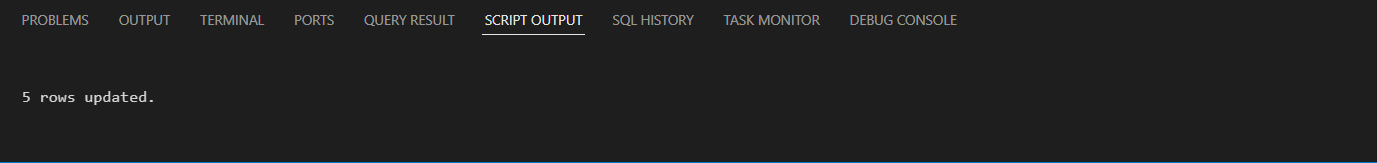 PROBLEMS OUTPUT TERMINAL PORTS QUERY RESULT SCRIPT OUTPUT SQL HISTORY TASK MONITOR DEBUG CONSOLE
5 rows updated.